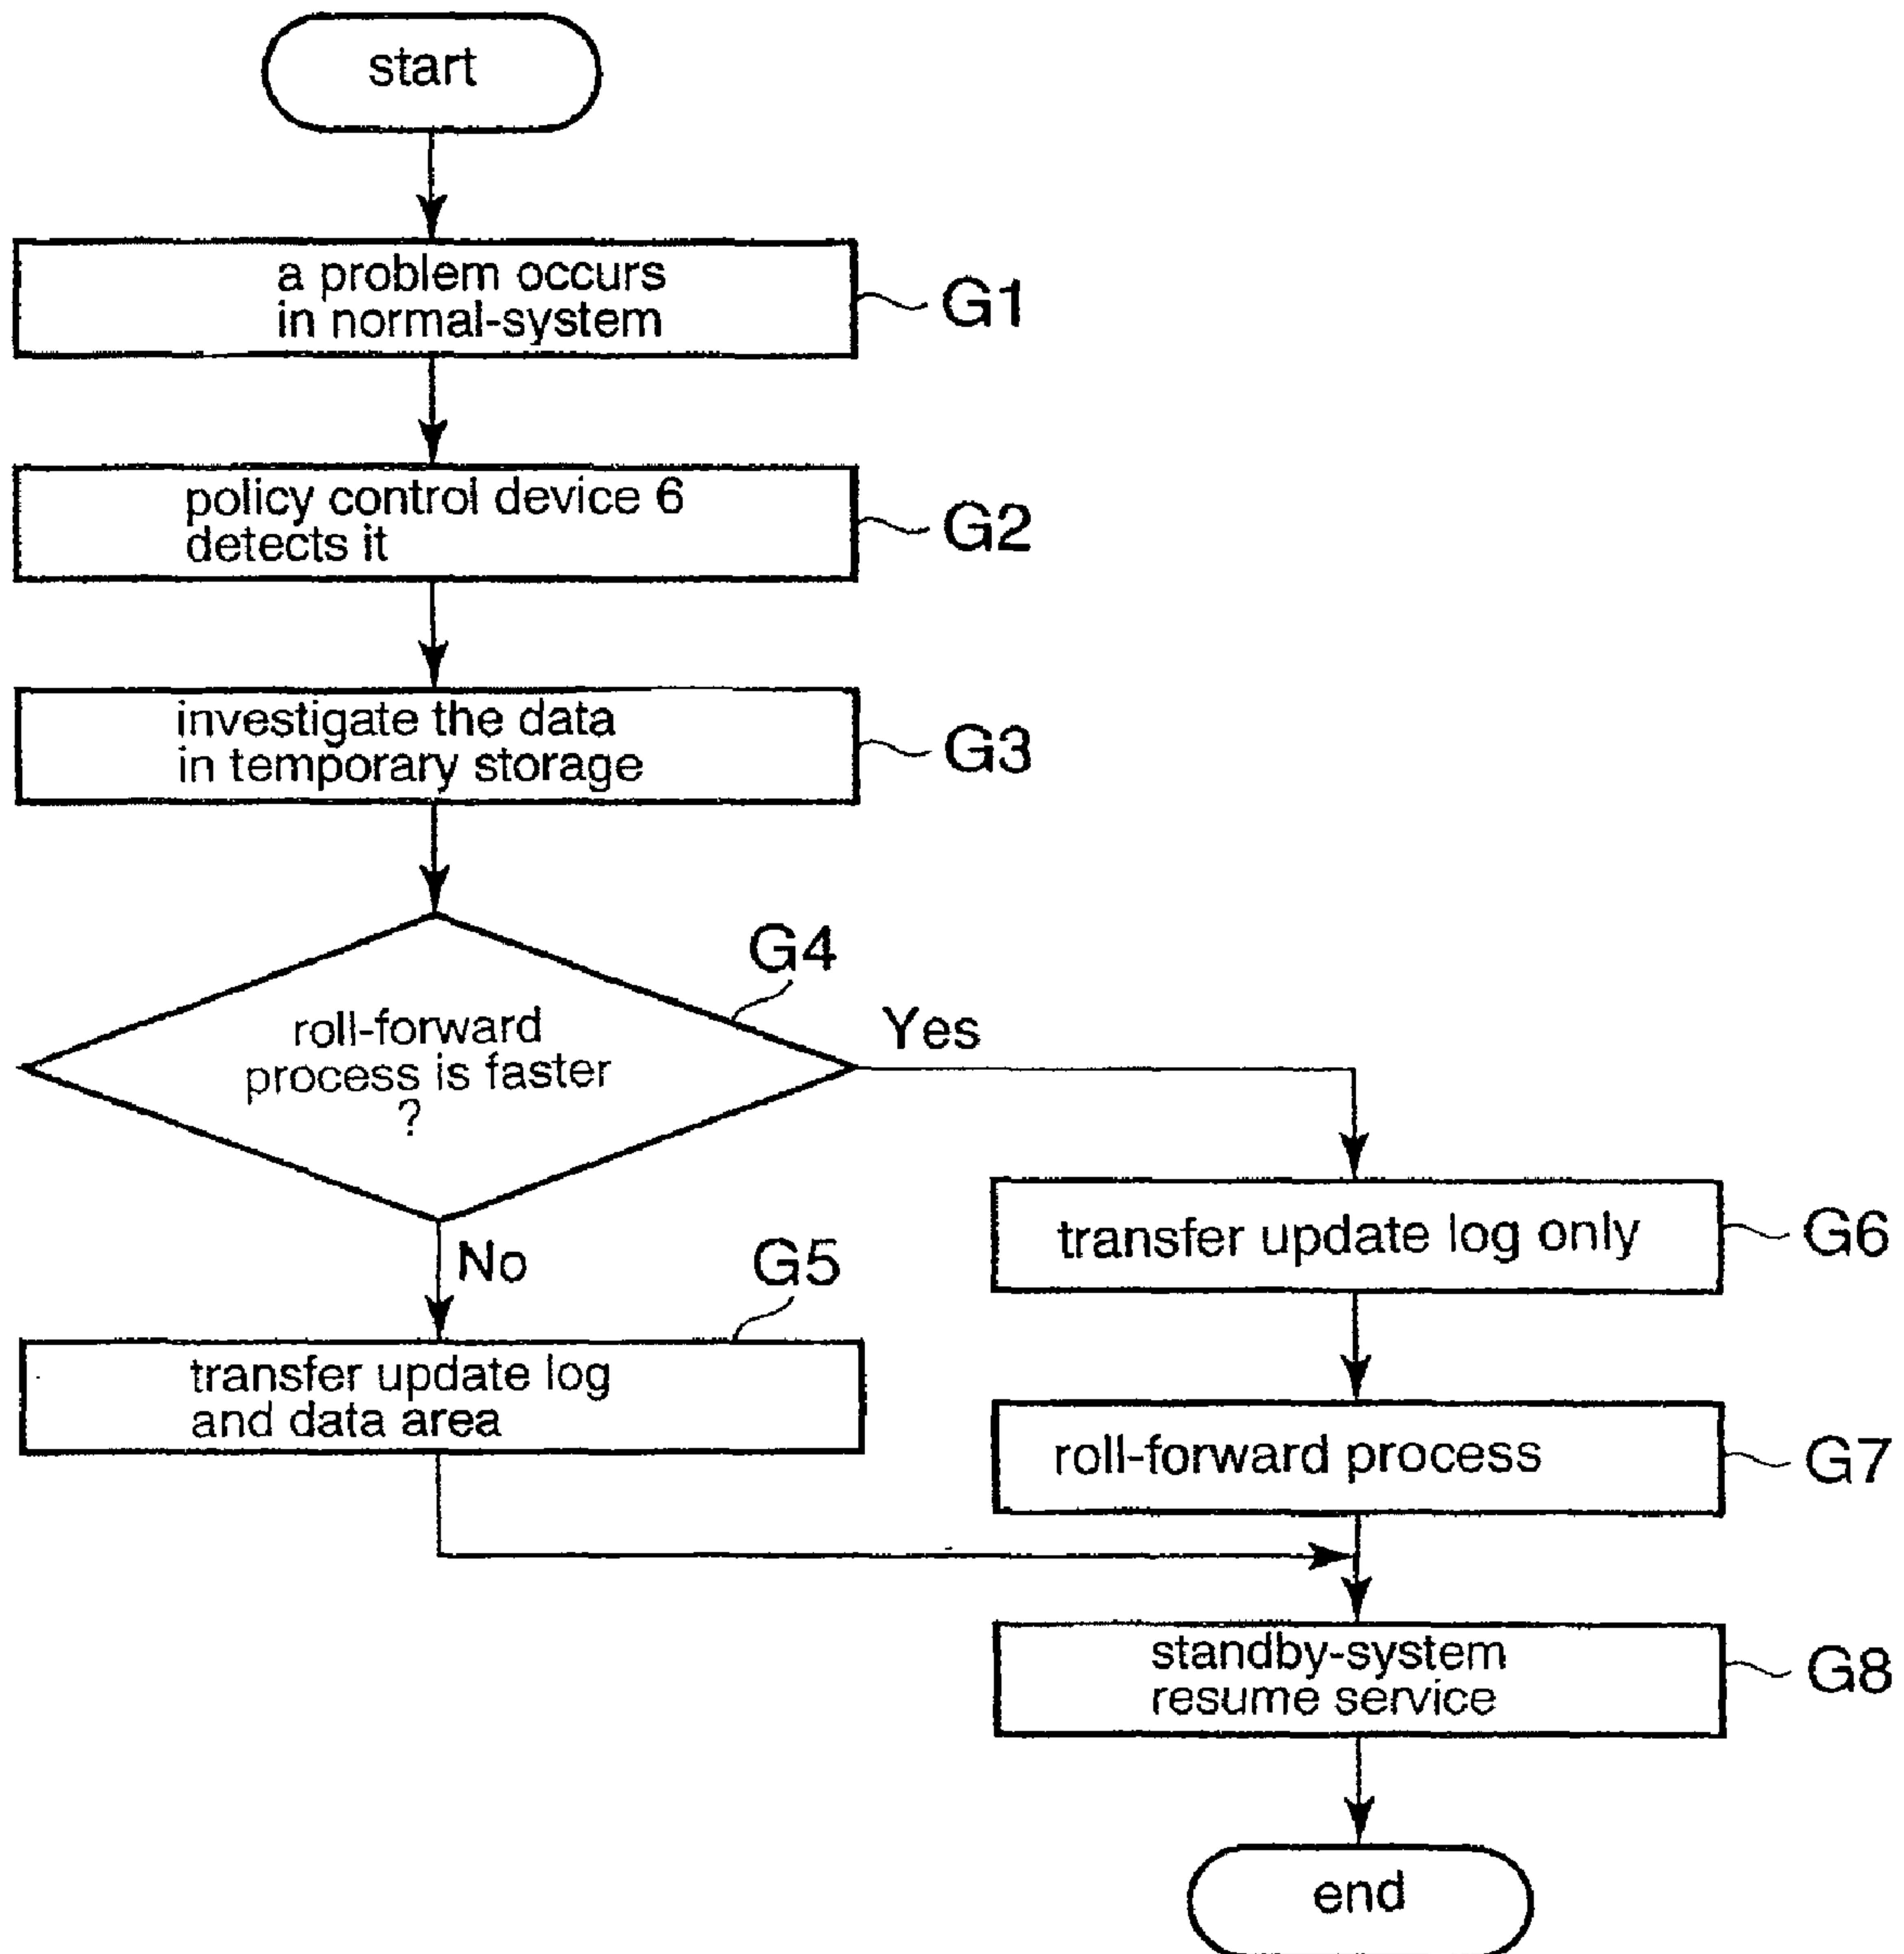 start
a problem occurs
in normal-system
G1
policy control device 6
detects it
G2
investigate the data
in temporary storage
G3
G4
roll-forward
process is faster
?
Yes
No
G5
transfer update log
and data area
transfer update log only
G6
roll-forward process
G7
standby-system
resume service
G8
end